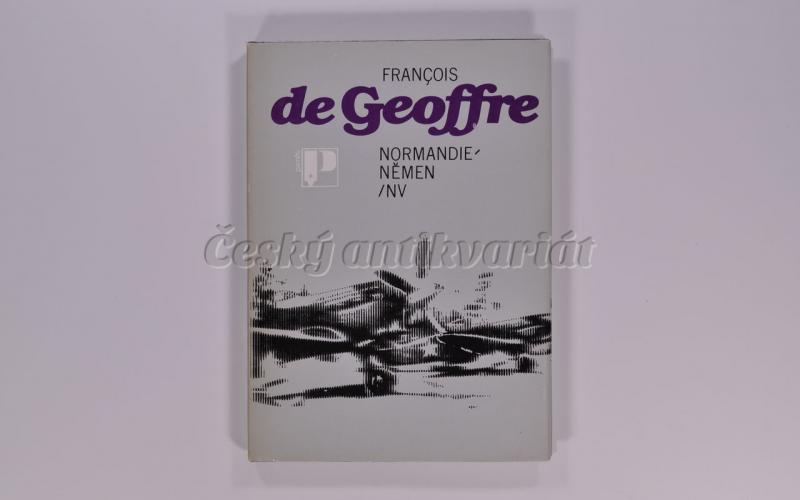 FRANÇOIS
de Geoffre
NORMANDIE-
NĚMEN
/NV
Český antikvariát